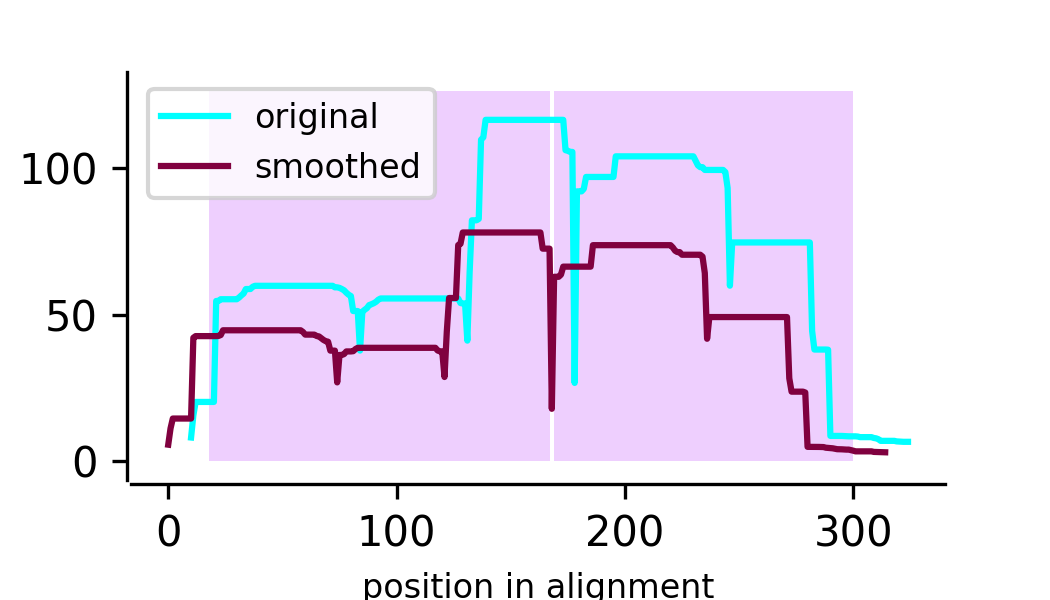 original
smoothed
100
50
0
0 100 200 300
position in alignment